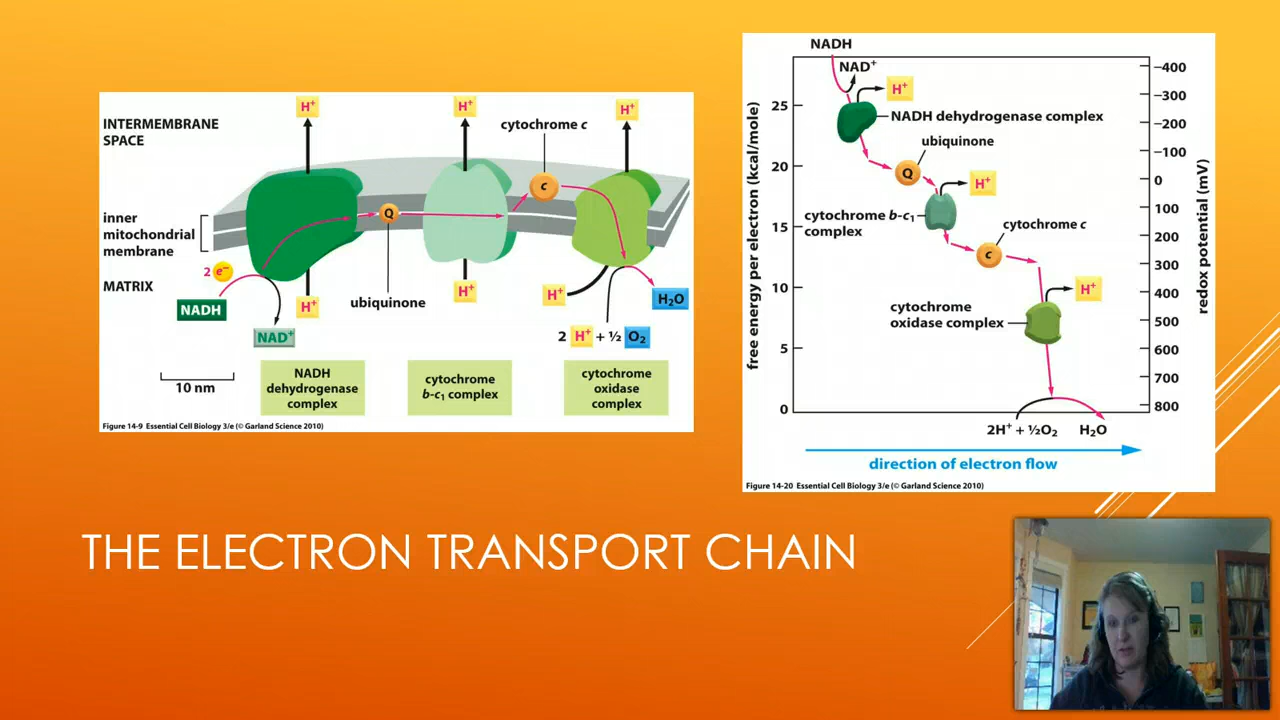 INTERMEMBRANE
SPACE
inner
mitochondrial
membrane
MATRIX
H⁺
H⁺
H⁺
cytochrome c
c
Q
2 e⁻
NADH
NAD⁺
H⁺
ubiquinone
H⁺
H⁺
H₂O
2 H⁺ + ½ O₂
10 nm
NADH
dehydrogenase
complex
cytochrome
b-c₁ complex
cytochrome
oxidase
complex
Figure 14-9 Essential Cell Biology 3/e (© Garland Science 2010)
NADH
NAD⁺
H⁺
NADH dehydrogenase complex
ubiquinone
Q
H⁺
cytochrome b-c₁
complex
cytochrome c
c
H⁺
cytochrome
oxidase complex
2H⁺ + ½O₂
H₂O
free energy per electron (kcal/mole)
25
20
15
10
5
0
redox potential (mV)
–400
–300
–200
–100
0
100
200
300
400
500
600
700
800
direction of electron flow
Figure 14-20 Essential Cell Biology 3/e (© Garland Science 2010)
THE ELECTRON TRANSPORT CHAIN